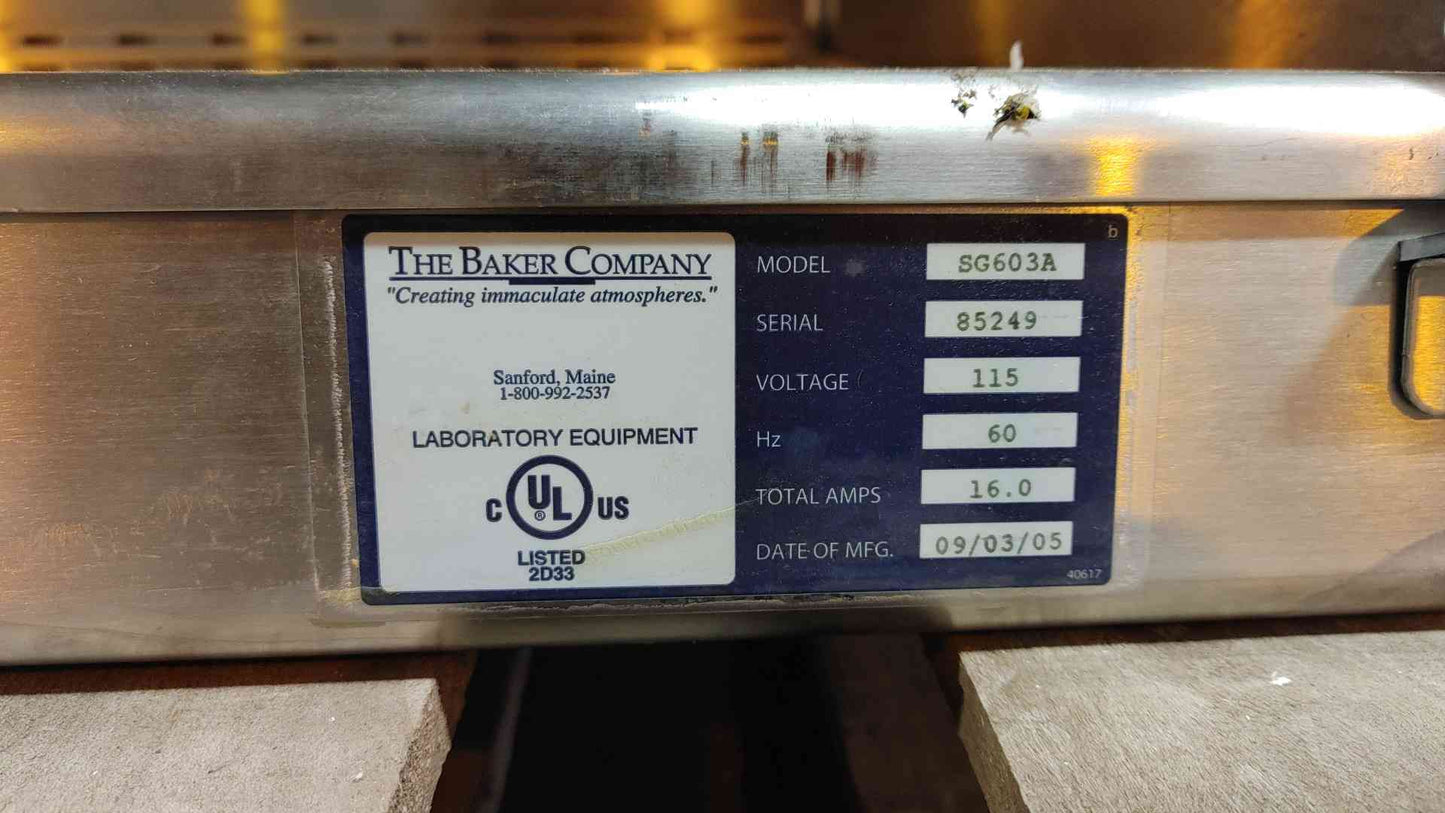 THE BAKER COMPANY
"Creating immaculate atmospheres."
Sanford, Maine
1-800-992-2537
LABORATORY EQUIPMENT
C UL ® US
LISTED
2D33
b
MODEL SG603A
SERIAL 85249
VOLTAGE 115
Hz 60
TOTAL AMPS 16.0
DATE OF MFG. 09/03/05
40617